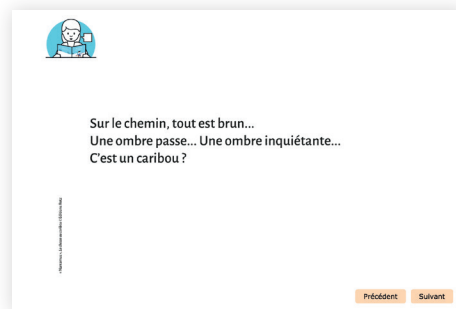 Sur le chemin, tout est brun...
Une ombre passe... Une ombre inquiétante...
C'est un caribou ?
Précédent
Suivant